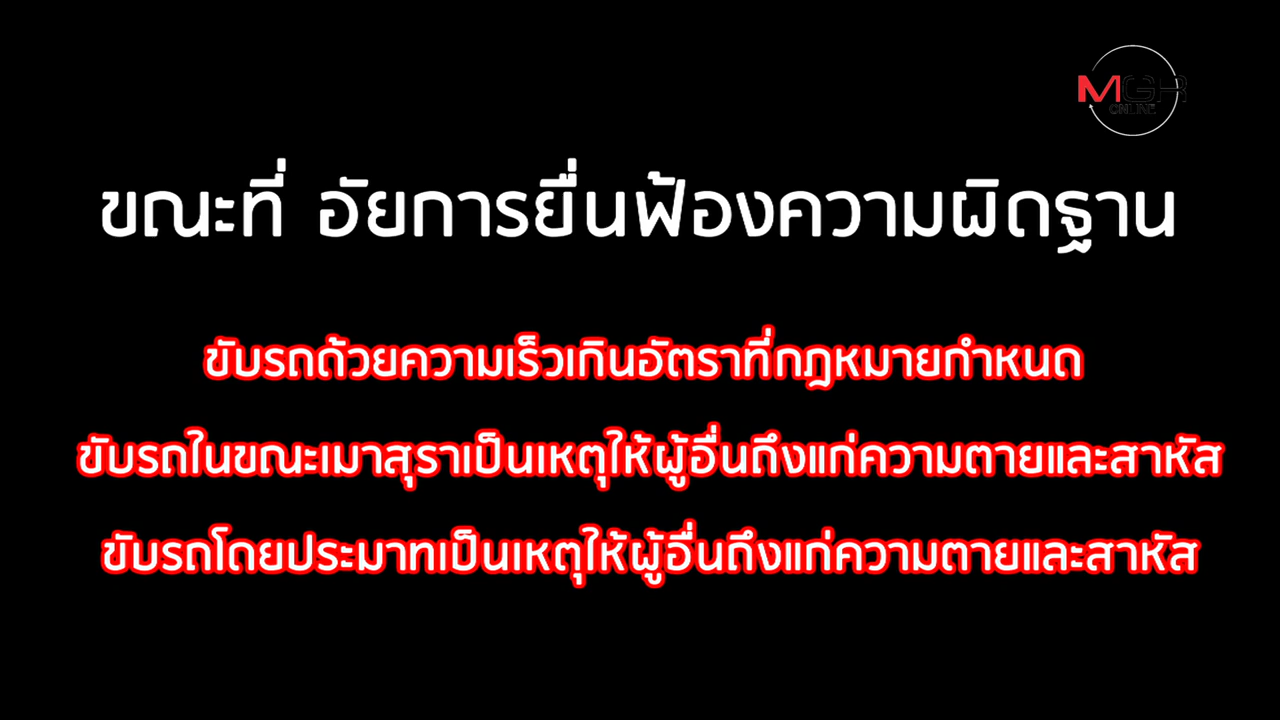 MGR
ONLINE
ขณะที่ อัยการยื่นฟ้องความผิดฐาน
ขับรถด้วยความเร็วเกินอัตราที่กฎหมายกำหนด
ขับรถในขณะเมาสุราเป็นเหตุให้ผู้อื่นถึงแก่ความตายและสาหัส
ขับรถโดยประมาทเป็นเหตุให้ผู้อื่นถึงแก่ความตายและสาหัส